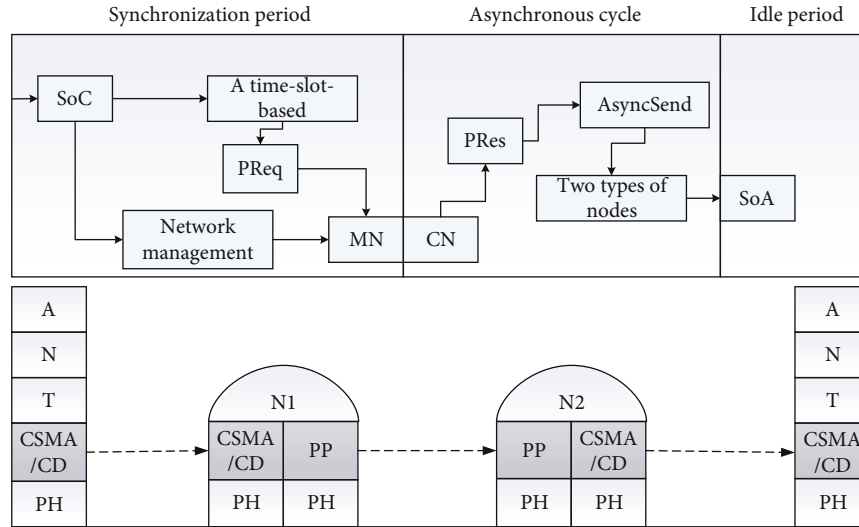 Synchronization period
Asynchronous cycle
Idle period
SoC
A time-slot-
based
AsyncSend
PRes
PReq
Two types of
nodes
SoA
Network
management
MN
CN
A
N
T
CSMA
/CD
PH
N1
CSMA
/CD
PP
PH
PH
N2
PP
CSMA
/CD
PH
PH
A
N
T
CSMA
/CD
PH